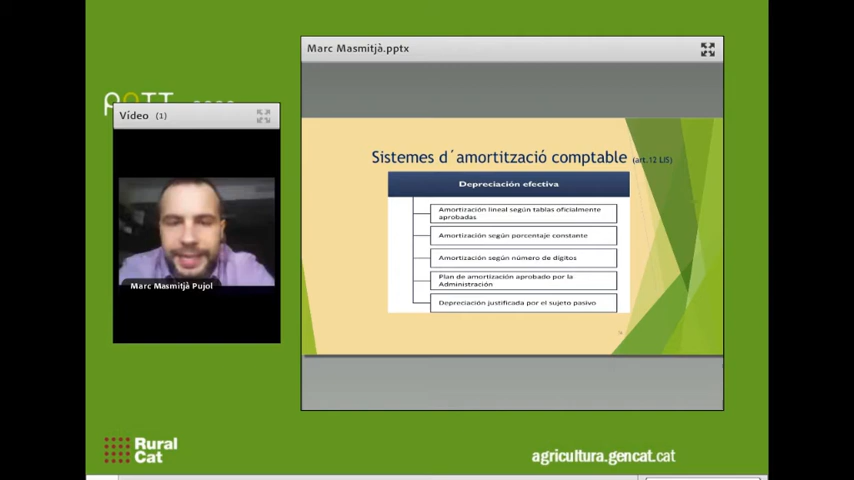 Marc Masmitjà.pptx
Vídeo (1)
Sistemes d´amortització comptable (art.12 LIS)
Depreciación efectiva
Amortización lineal según tablas oficialmente
aprobadas
Amortización según porcentaje constante
Amortización según número de dígitos
Plan de amortización aprobado por la
Administración
Depreciación justificada por el sujeto pasivo
Marc Masmitjà Pujol
Rural
Cat
agricultura.gencat.cat